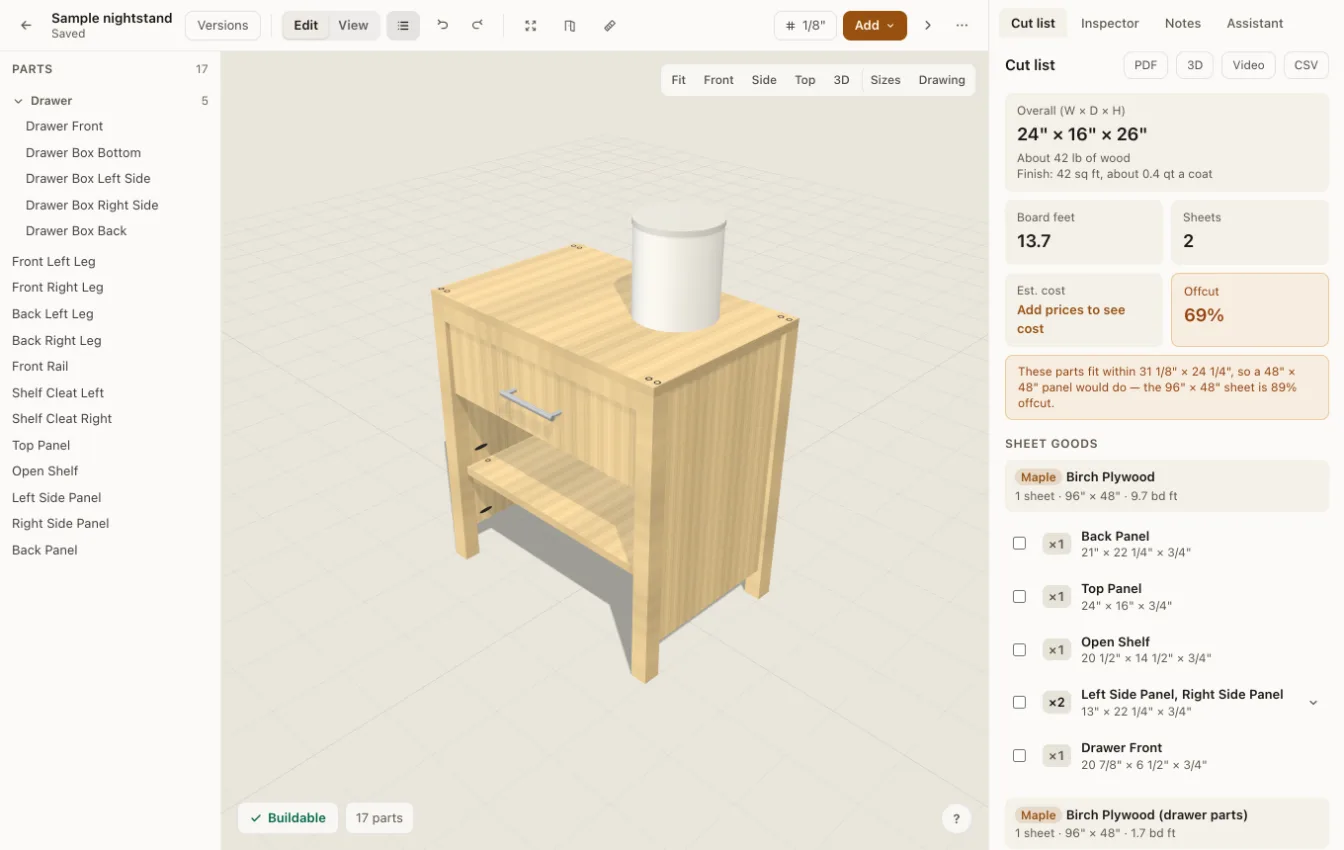 Sample nightstand
Saved
Versions
Edit
View
1/8"
Add
Cut list
Inspector
Notes
Assistant
PARTS
17
Drawer
5
Drawer Front
Drawer Box Bottom
Drawer Box Left Side
Drawer Box Right Side
Drawer Box Back
Front Left Leg
Front Right Leg
Back Left Leg
Back Right Leg
Front Rail
Shelf Cleat Left
Shelf Cleat Right
Top Panel
Open Shelf
Left Side Panel
Right Side Panel
Back Panel
Fit
Front
Side
Top
3D
Sizes
Drawing
Buildable
17 parts
?
Cut list
PDF
3D
Video
CSV
Overall (W × D × H)
24" × 16" × 26"
About 42 lb of wood
Finish: 42 sq ft, about 0.4 qt a coat
Board feet
13.7
Sheets
2
Est. cost
Add prices to see
cost
Offcut
69%
These parts fit within 31 1/8" × 24 1/4", so a 48" ×
48" panel would do — the 96" × 48" sheet is 89%
offcut.
SHEET GOODS
Maple Birch Plywood
1 sheet · 96" × 48" · 9.7 bd ft
×1
Back Panel
21" × 22 1/4" × 3/4"
×1
Top Panel
24" × 16" × 3/4"
×1
Open Shelf
20 1/2" × 14 1/2" × 3/4"
×2
Left Side Panel, Right Side Panel
13" × 22 1/4" × 3/4"
×1
Drawer Front
20 7/8" × 6 1/2" × 3/4"
Maple Birch Plywood (drawer parts)
1 sheet · 96" × 48" · 1.7 bd ft